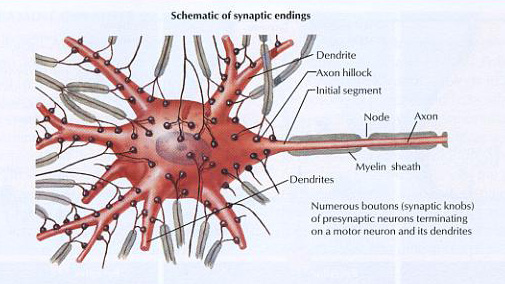 Schematic of synaptic endings
Dendrite
Axon hillock
Initial segment
Node
Axon
Myelin sheath
Dendrites
Numerous boutons (synaptic knobs)
of presynaptic neurons terminating
on a motor neuron and its dendrites